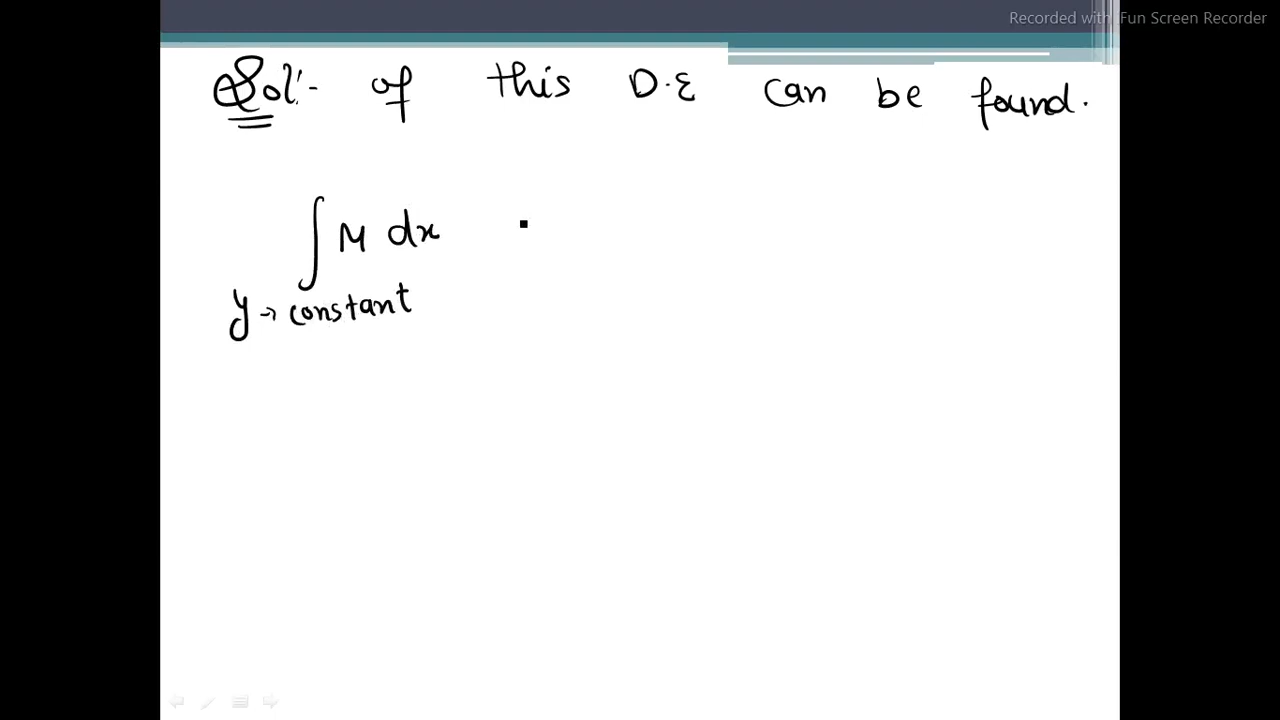 Recorded with Fun Screen Recorder
Sol:- of this D.E can be found.
∫ M dx
y → constant